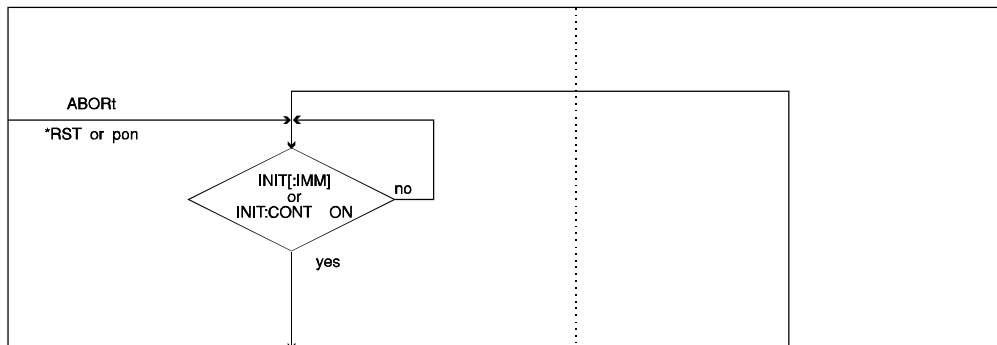 ABORt
*RST or pon
INIT[:IMM]
or
INIT:CONT ON
no
yes